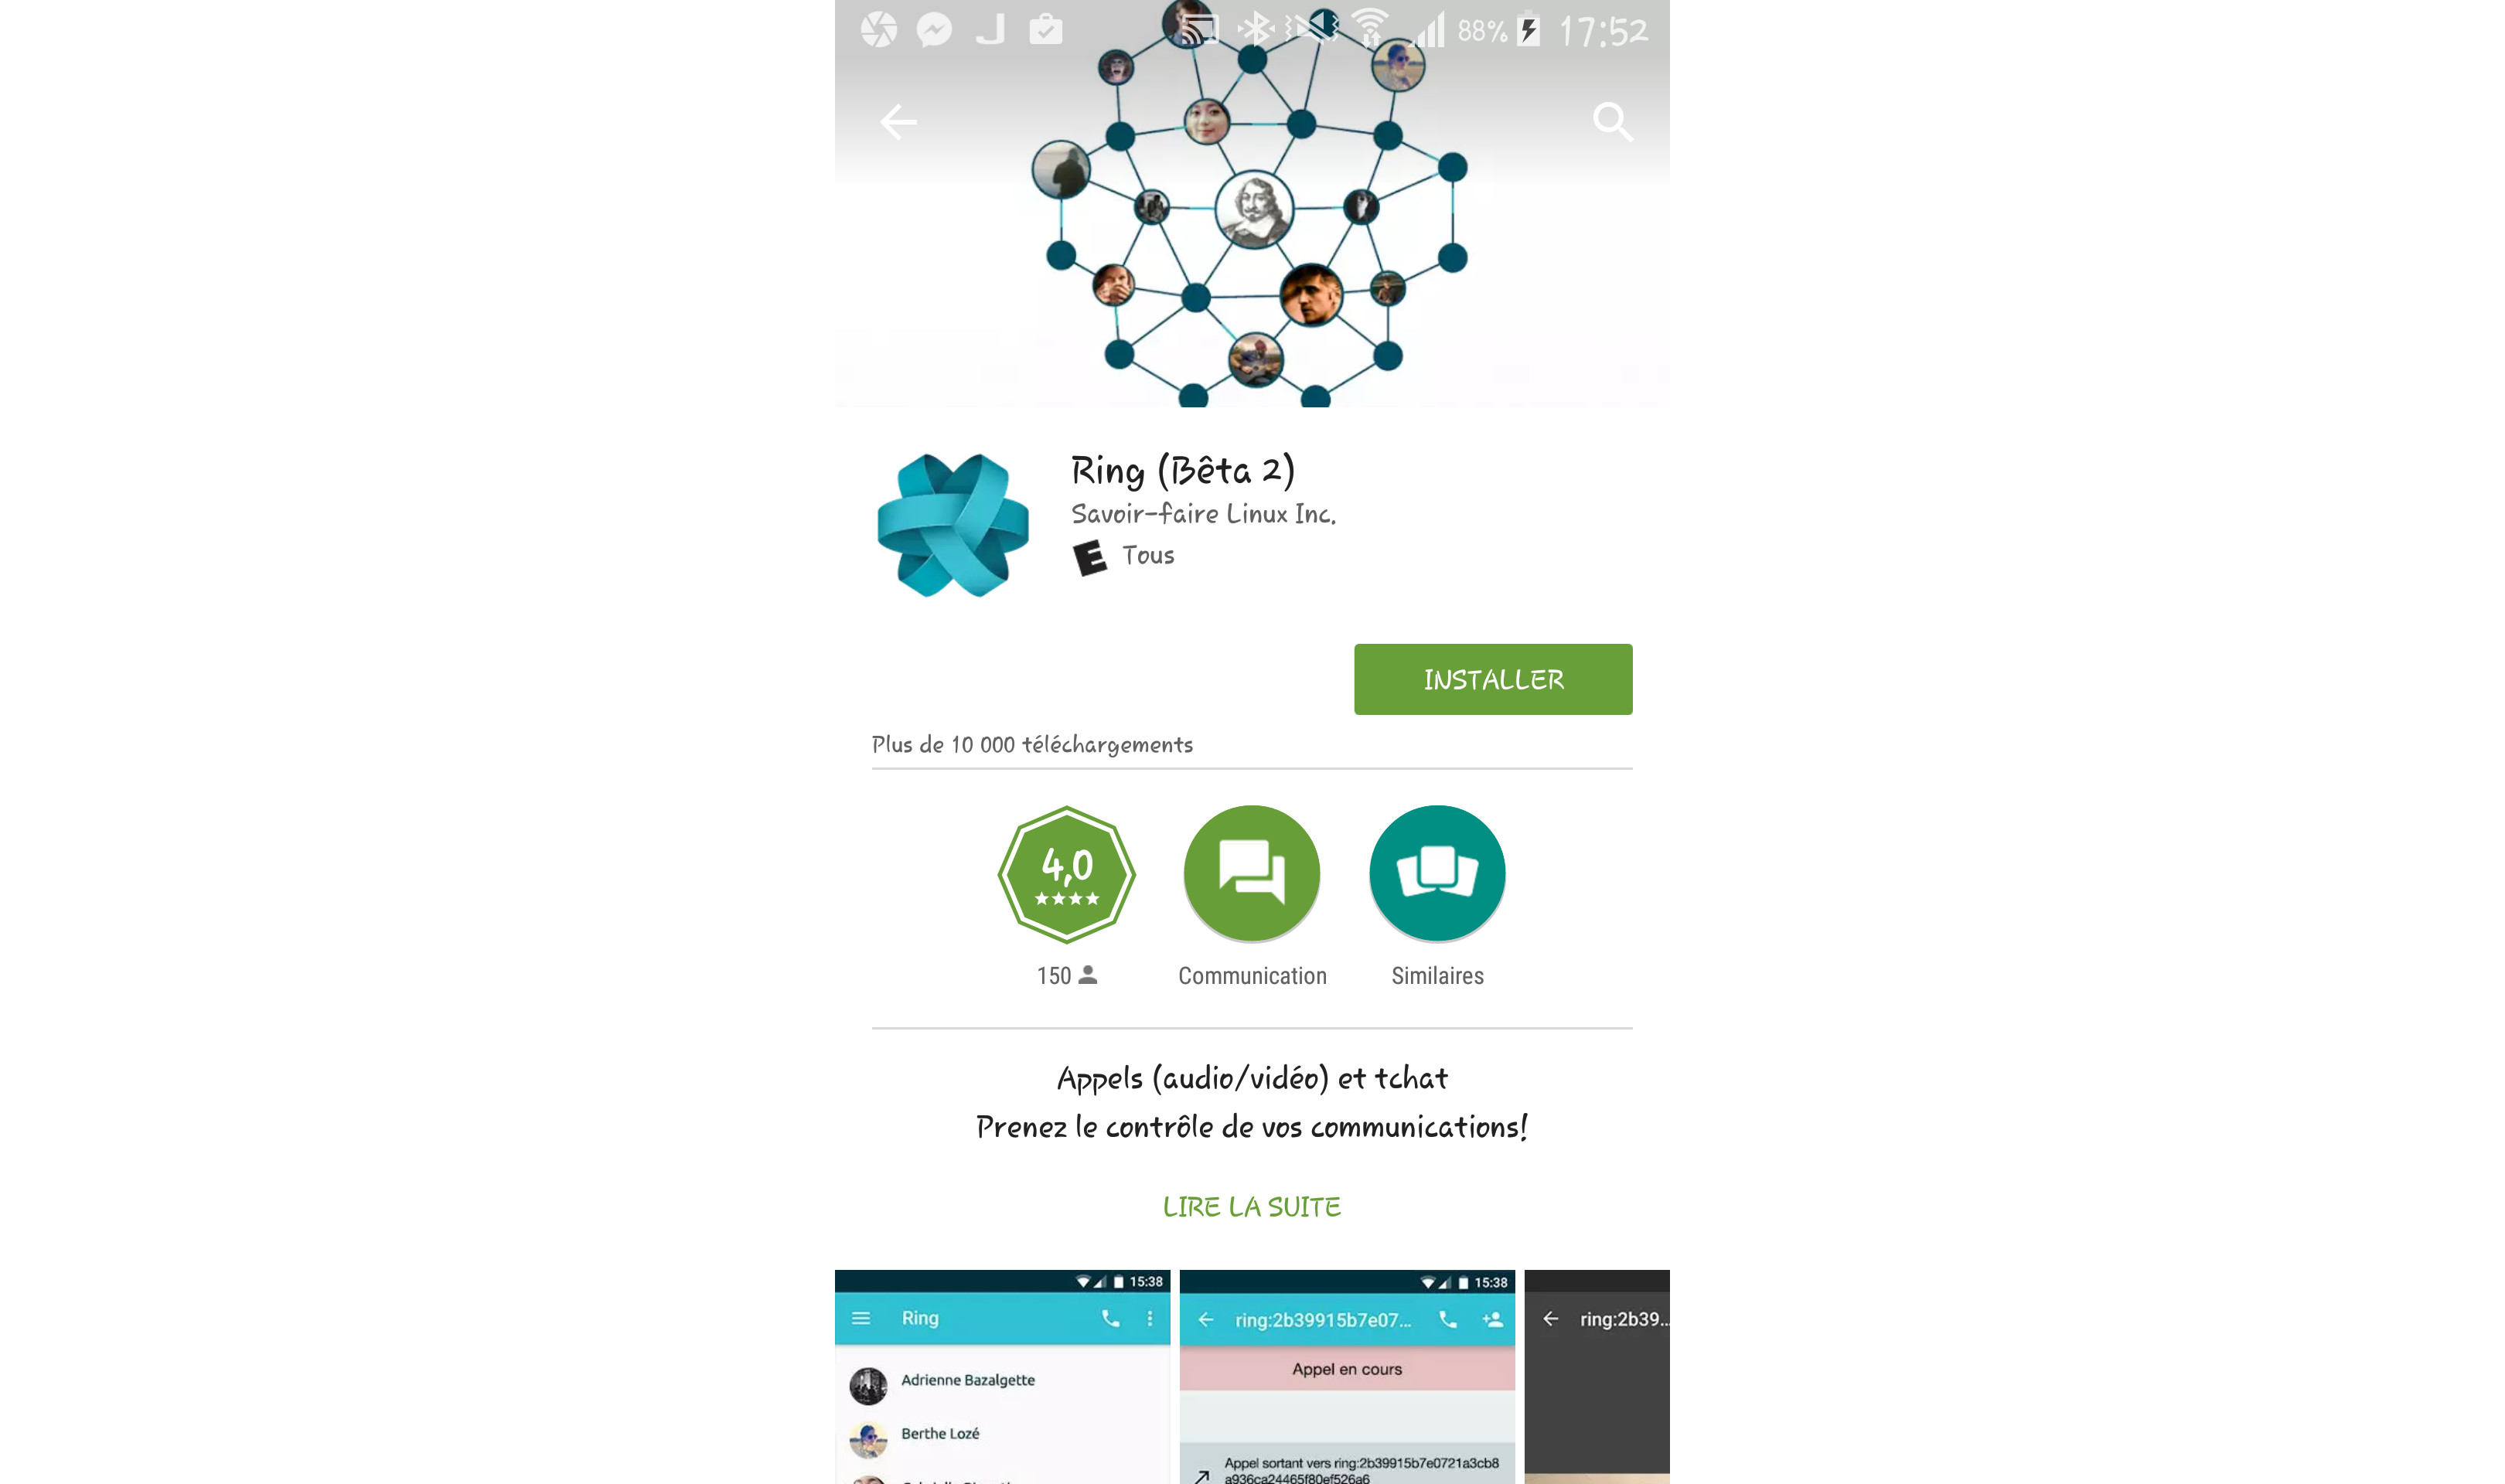 J 88% 17:52
Ring (Bêta 2)
Savoir-faire Linux Inc.
E Tous
INSTALLER
Plus de 10 000 téléchargements
4,0
150 Communication Similaires
Appels (audio/vidéo) et tchat
Prenez le contrôle de vos communications!
LIRE LA SUITE
15:38
Ring
Adrienne Bazalgette
Berthe Lozé
15:38
ring:2b39915b7e07...
Appel en cours
Appel sortant vers ring:2b39915b7e0721a3cb8
a936ca24465f80ef526a6
ring:2b39...